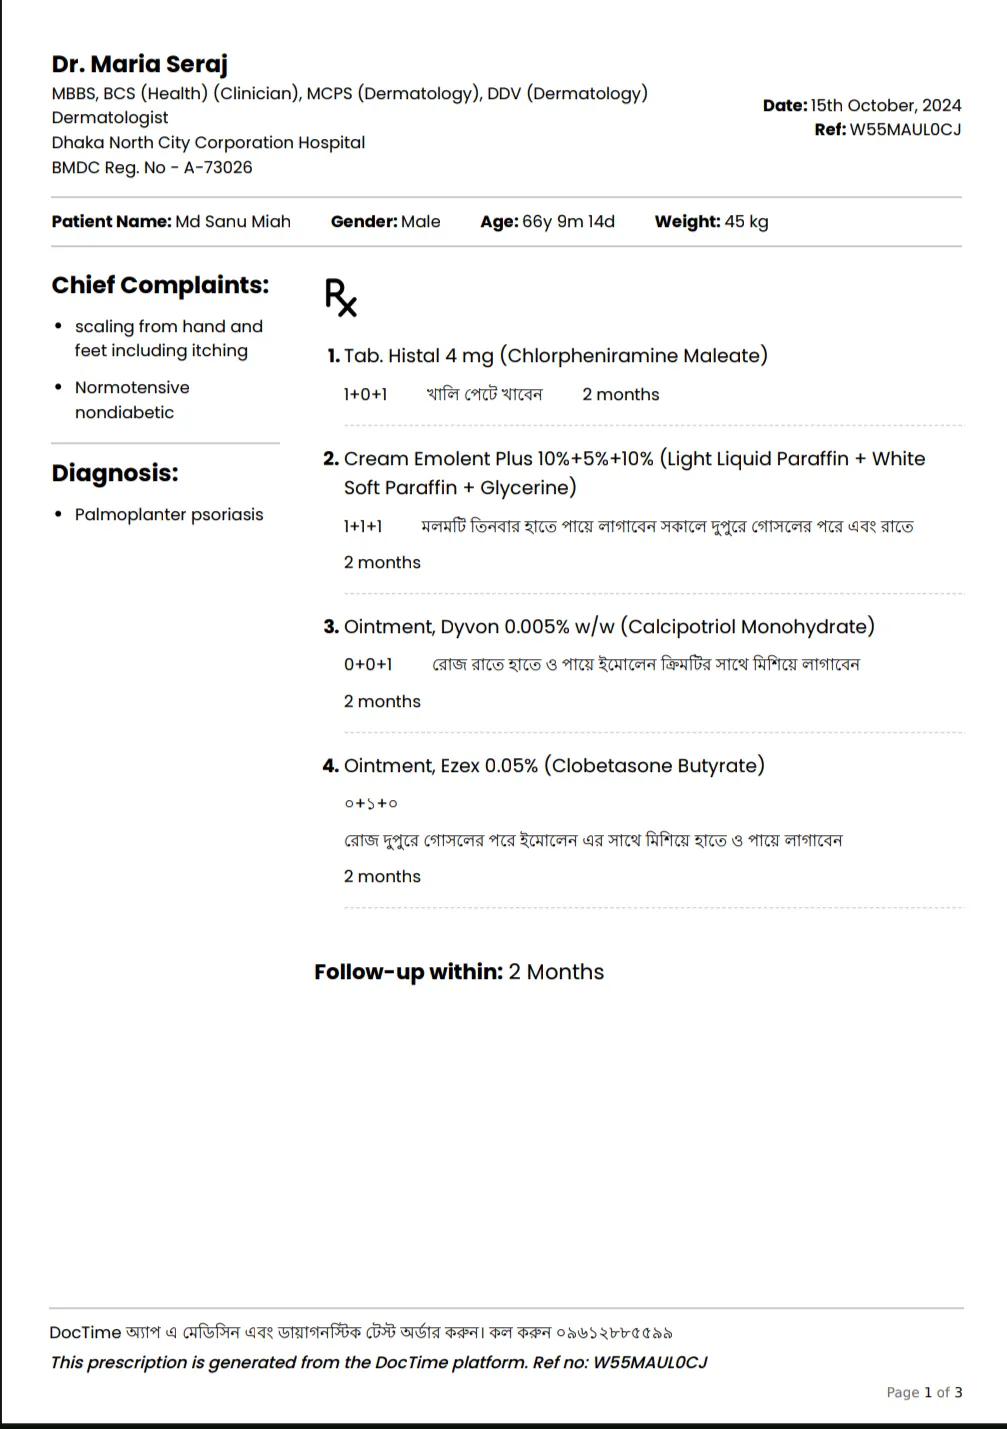 Dr. Maria Seraj
MBBS, BCS (Health) (Clinician), MCPS (Dermatology), DDV (Dermatology)
Dermatologist
Dhaka North City Corporation Hospital
BMDC Reg. No - A-73026
Date: 15th October, 2024
Ref: W55MAUL0CJ
Patient Name: Md Sanu Miah Gender: Male Age: 66y 9m 14d Weight: 45 kg
Chief Complaints:
• scaling from hand and
feet including itching
• Normotensive
nondiabetic
Diagnosis:
• Palmoplanter psoriasis
Rx
1. Tab. Histal 4 mg (Chlorpheniramine Maleate)
1+0+1 খালি পেটে খাবেন 2 months
2. Cream Emolent Plus 10%+5%+10% (Light Liquid Paraffin + White
Soft Paraffin + Glycerine)
1+1+1 মলমটি তিনবার হাতে পায়ে লাগাবেন সকালে দুপুরে গোসলের পরে এবং রাতে
2 months
3. Ointment, Dyvon 0.005% w/w (Calcipotriol Monohydrate)
0+0+1 রোজ রাতে হাতে ও পায়ে ইমোলেন ক্রিমটির সাথে মিশিয়ে লাগাবেন
2 months
4. Ointment, Ezex 0.05% (Clobetasone Butyrate)
০+১+০
রোজ দুপুরে গোসলের পরে ইমোলেন এর সাথে মিশিয়ে হাতে ও পায়ে লাগাবেন
2 months
Follow-up within: 2 Months
DocTime অ্যাপ এ মেডিসিন এবং ডায়াগনস্টিক টেস্ট অর্ডার করুন। কল করুন ০৯৬১২৮৮৫৫৯৯
This prescription is generated from the DocTime platform. Ref no: W55MAUL0CJ
Page 1 of 3